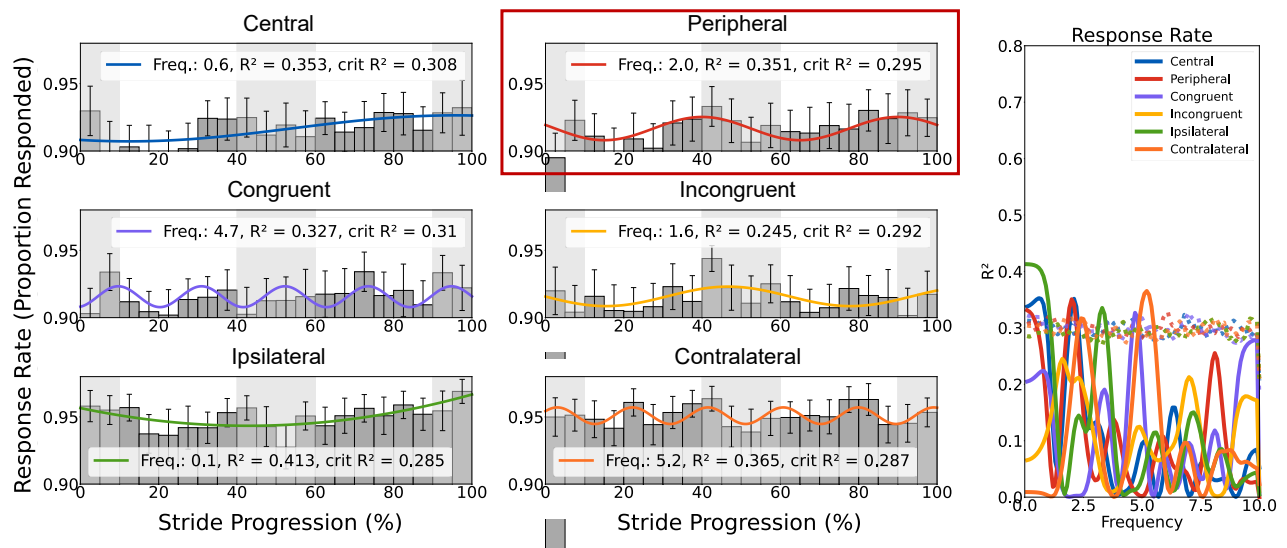 Central
Freq.: 0.6, R² = 0.353, crit R² = 0.308
0.95
0.90
0 20 40 60 80 100
Peripheral
Freq.: 2.0, R² = 0.351, crit R² = 0.295
0.95
0.90
0 20 40 60 80 100
Congruent
Freq.: 4.7, R² = 0.327, crit R² = 0.31
0.95
0.90
0 20 40 60 80 100
Incongruent
Freq.: 1.6, R² = 0.245, crit R² = 0.292
0.95
0.90
0 20 40 60 80 100
Ipsilateral
Freq.: 0.1, R² = 0.413, crit R² = 0.285
0.95
0.90
0 20 40 60 80 100
Contralateral
Freq.: 5.2, R² = 0.365, crit R² = 0.287
0.95
0.90
0 20 40 60 80 100
Response Rate (Proportion Responded)
Stride Progression (%)
Stride Progression (%)
Response Rate
Central
Peripheral
Congruent
Incongruent
Ipsilateral
Contralateral
0.8
0.7
0.6
0.5
0.4
0.3
0.2
0.1
0.0
R²
0.0 2.5 5.0 7.5 10.0
Frequency